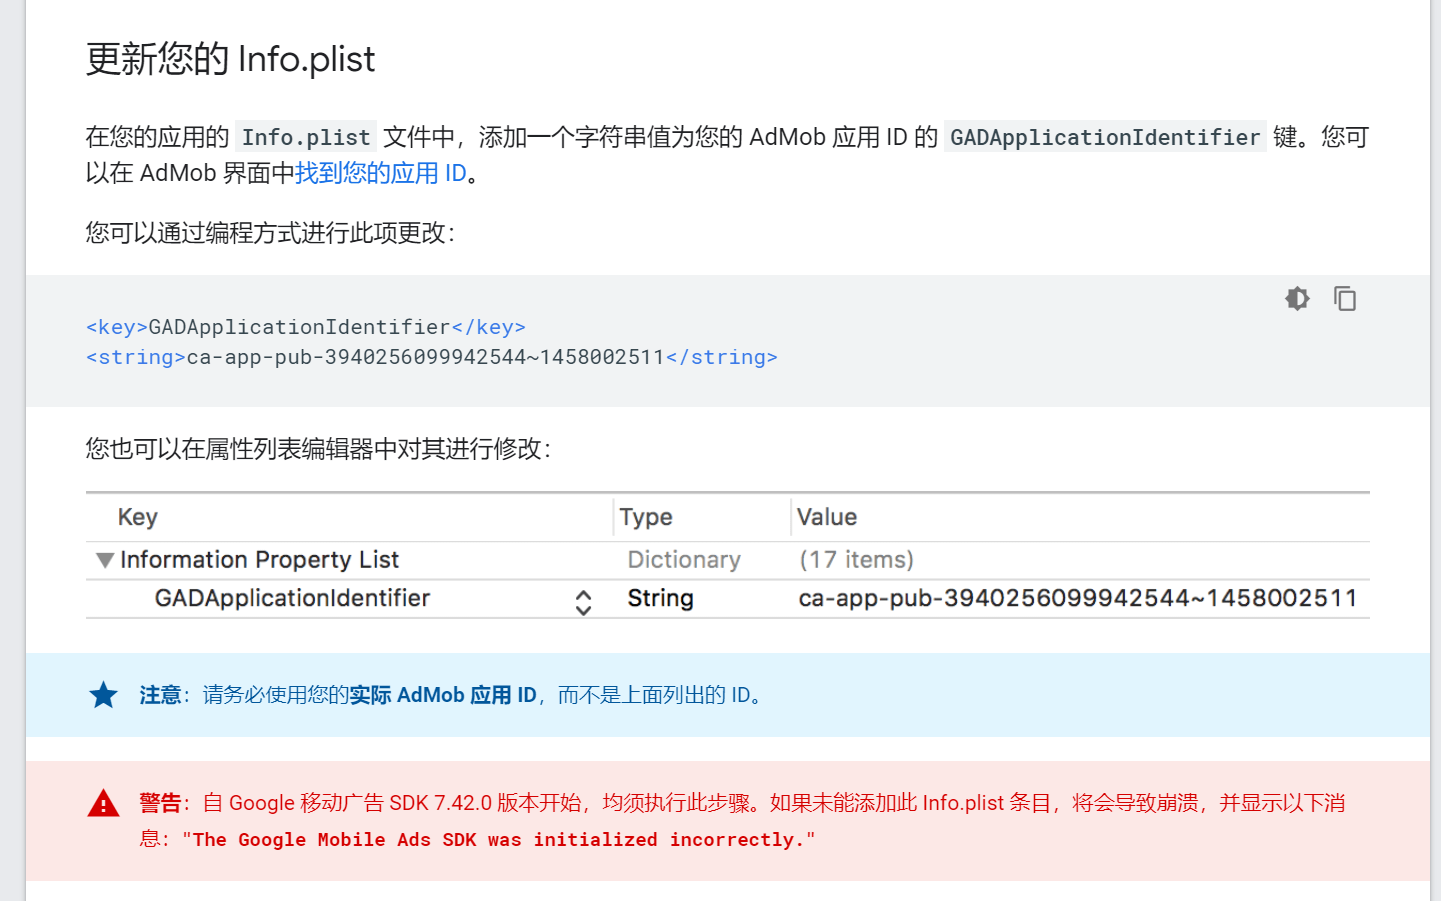 更新您的 Info.plist
在您的应用的 Info.plist 文件中，添加一个字符串值为您的 AdMob 应用 ID 的 GADApplicationIdentifier 键。您可
以在 AdMob 界面中找到您的应用 ID。
您可以通过编程方式进行此项更改：
<key>GADApplicationIdentifier</key>
<string>ca-app-pub-3940256099942544~1458002511</string>
您也可以在属性列表编辑器中对其进行修改：
Key Type Value
Information Property List Dictionary (17 items)
GADApplicationIdentifier String ca-app-pub-3940256099942544~1458002511
注意：请务必使用您的实际 AdMob 应用 ID，而不是上面列出的 ID。
警告：自 Google 移动广告 SDK 7.42.0 版本开始，均须执行此步骤。如果未能添加此 Info.plist 条目，将会导致崩溃，并显示以下消
息："The Google Mobile Ads SDK was initialized incorrectly."